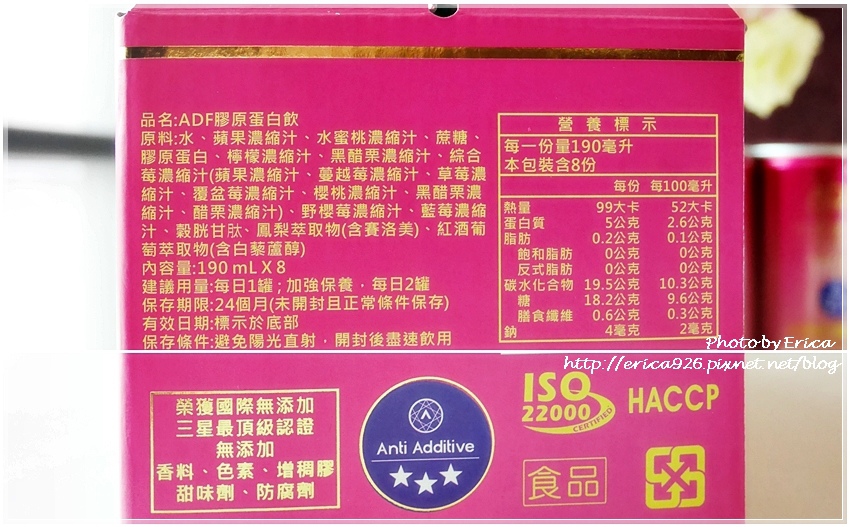 品名:ADF膠原蛋白飲
原料:水、蘋果濃縮汁、水蜜桃濃縮汁、蔗糖、
膠原蛋白、檸檬濃縮汁、黑醋栗濃縮汁、綜合
莓濃縮汁(蘋果濃縮汁、蔓越莓濃縮汁、草莓濃
縮汁、覆盆莓濃縮汁、櫻桃濃縮汁、黑醋栗濃
縮汁、醋栗濃縮汁)、野櫻莓濃縮汁、藍莓濃縮
汁、穀胱甘肽、鳳梨萃取物(含賽洛美)、紅酒葡
萄萃取物(含白藜蘆醇)
內容量:190 mL X 8
建議用量:每日1罐;加強保養,每日2罐
保存期限:24個月(未開封且正常條件保存)
有效日期:標示於底部
保存條件:避免陽光直射,開封後盡速飲用
營養標示
每一份量190毫升
本包裝含8份
每份 每100毫升
熱量 99大卡 52大卡
蛋白質 5公克 2.6公克
脂肪 0.2公克 0.1公克
飽和脂肪 0公克 0公克
反式脂肪 0公克 0公克
碳水化合物 19.5公克 10.3公克
糖 18.2公克 9.6公克
膳食纖維 0.6公克 0.3公克
鈉 4毫克 2毫克
Photo by Erica
http://erica926.pixnet.net/blog
榮獲國際無添加
三星最頂級認證
無添加
香料、色素、增稠膠
甜味劑、防腐劑
Anti Additive
ISO
22000
CERTIFIED
HACCP
食品